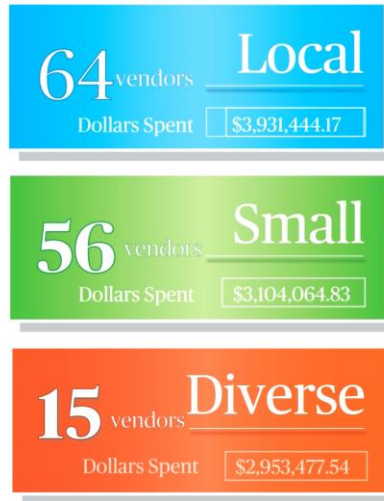 Local
64 vendors
Dollars Spent $3,931,444.17
Small
56 vendors
Dollars Spent $3,104,064.83
Diverse
15 vendors
Dollars Spent $2,953,477.54